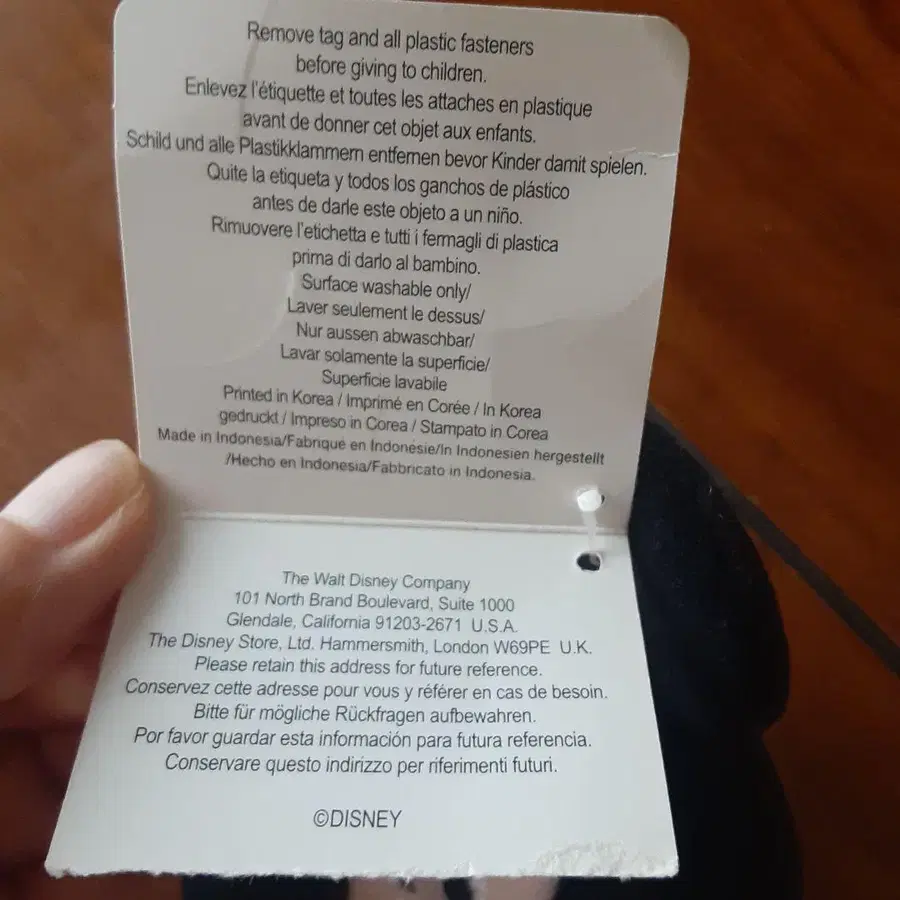 Remove tag and all plastic fasteners
before giving to children.
Enlevez l'étiquette et toutes les attaches en plastique
avant de donner cet objet aux enfants.
Schild und alle Plastikklammern entfernen bevor Kinder damit spielen.
Quite la etiqueta y todos los ganchos de plástico
antes de darle este objeto a un niño.
Rimuovere l'etichetta e tutti i fermagli di plastica
prima di darlo al bambino.
Surface washable only/
Laver seulement le dessus/
Nur aussen abwaschbar/
Lavar solamente la superficie/
Superficie lavabile
Printed in Korea / Imprimé en Corée / In Korea
gedruckt / Impreso in Corea / Stampato in Corea
Made in Indonesia/Fabriqué en Indonésie/In Indonesien hergestellt
/Hecho en Indonesia/Fabbricato in Indonesia.
The Walt Disney Company
101 North Brand Boulevard, Suite 1000
Glendale, California 91203-2671 U.S.A.
The Disney Store, Ltd. Hammersmith, London W69PE U.K.
Please retain this address for future reference.
Conservez cette adresse pour vous y référer en cas de besoin.
Bitte für mögliche Rückfragen aufbewahren.
Por favor guardar esta información para futura referencia.
Conservare questo indirizzo per riferimenti futuri.
©DISNEY